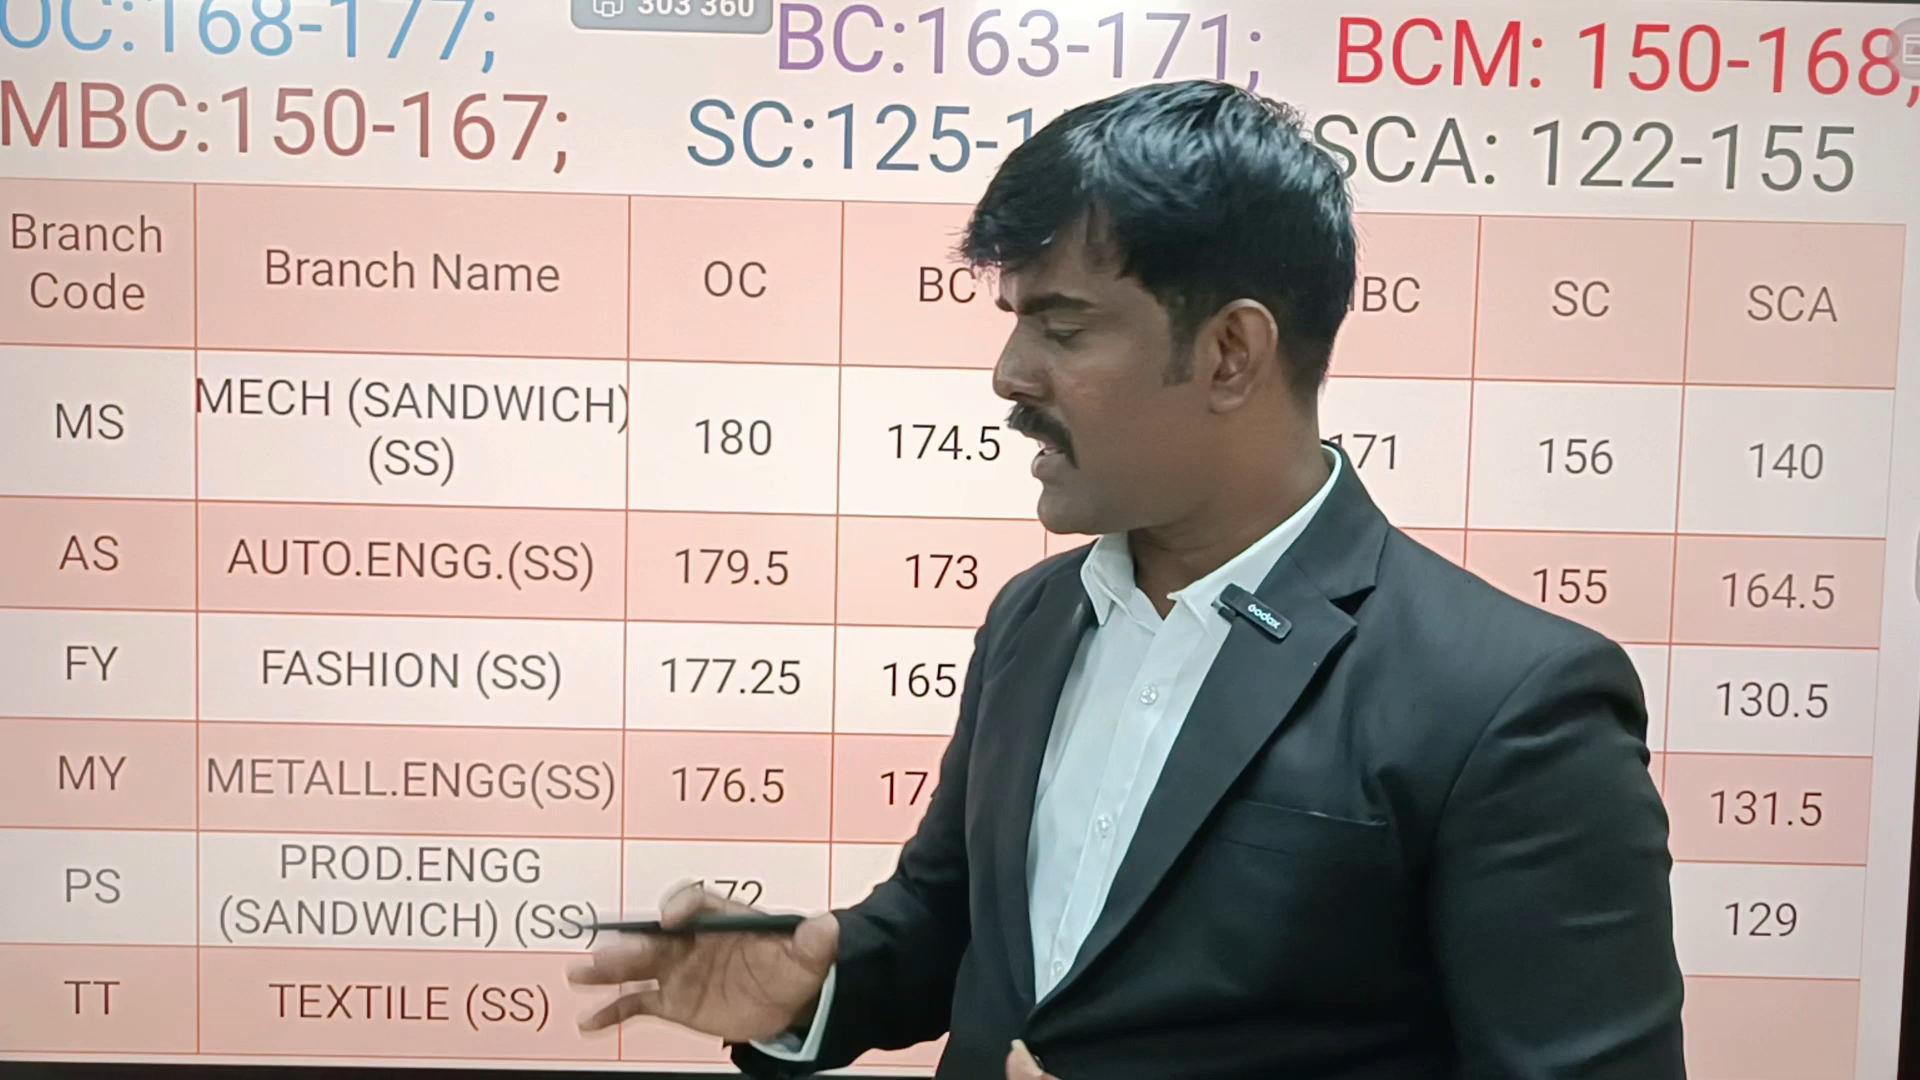 OC:168-177;
303 360
BC:163-171;
BCM: 150-168,
MBC:150-167;
SC:125-
SCA: 122-155
Branch Code
Branch Name
OC
BC
SC
SCA
MS
MECH (SANDWICH)
(SS)
180
174.5
171
156
140
AS
AUTO.ENGG.(SS)
179.5
173
155
164.5
FY
FASHION (SS)
177.25
165
130.5
MY
METALL.ENGG(SS)
176.5
131.5
PS
PROD.ENGG
(SANDWICH) (SS)
172
129
TT
TEXTILE (SS)
Godox